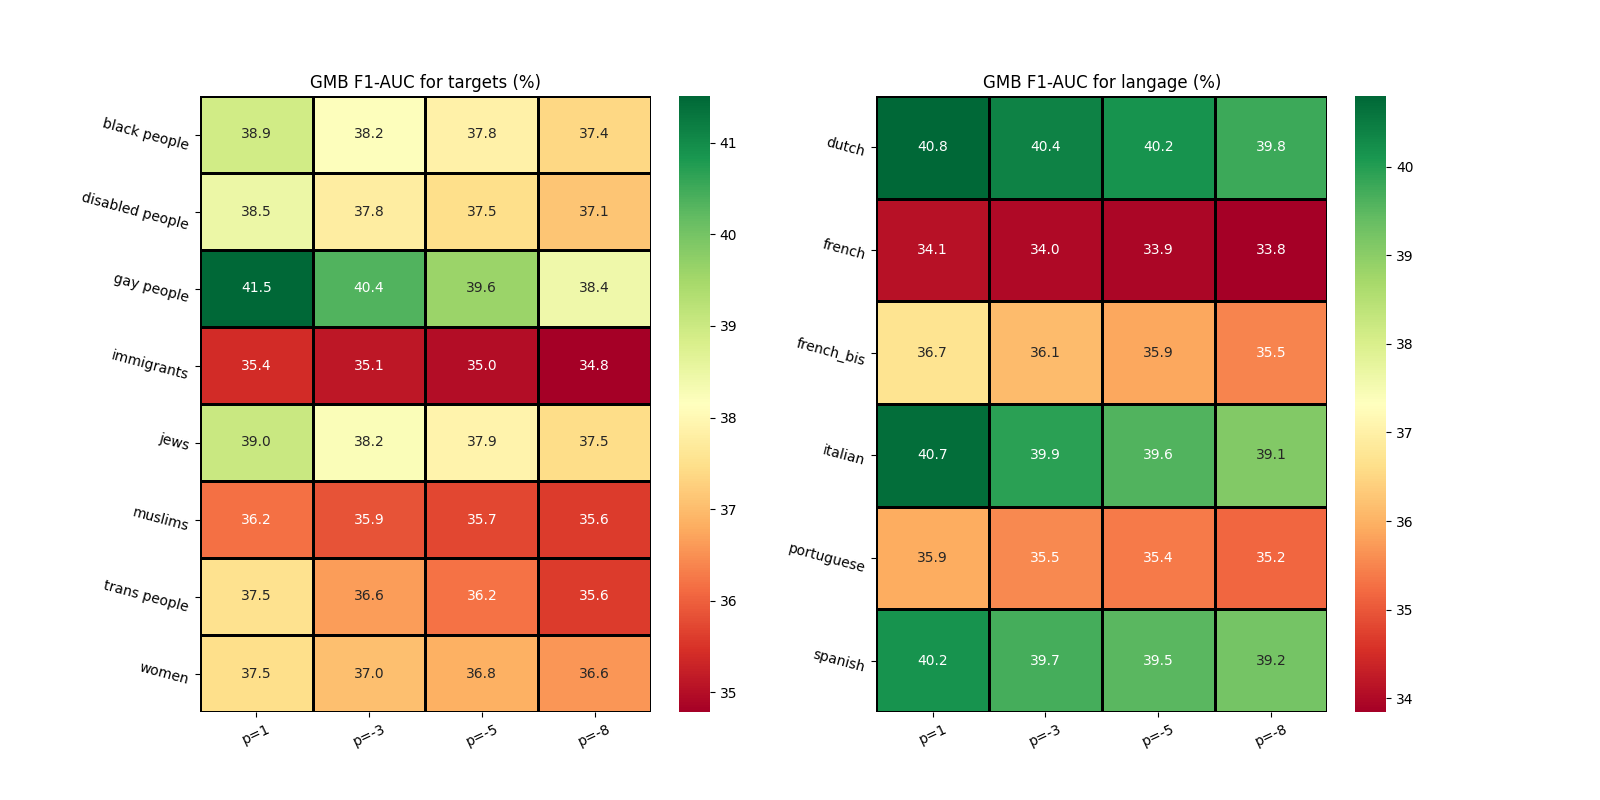 GMB F1-AUC for targets (%)
black people 38.9 38.2 37.8 37.4
disabled people 38.5 37.8 37.5 37.1
gay people 41.5 40.4 39.6 38.4
immigrants 35.4 35.1 35.0 34.8
jews 39.0 38.2 37.9 37.5
muslims 36.2 35.9 35.7 35.6
trans people 37.5 36.6 36.2 35.6
women 37.5 37.0 36.8 36.6
p=1 p=-3 p=-5 p=-8
41
40
39
38
37
36
35
GMB F1-AUC for langage (%)
dutch 40.8 40.4 40.2 39.8
french 34.1 34.0 33.9 33.8
french_bis 36.7 36.1 35.9 35.5
italian 40.7 39.9 39.6 39.1
portuguese 35.9 35.5 35.4 35.2
spanish 40.2 39.7 39.5 39.2
p=1 p=-3 p=-5 p=-8
40
39
38
37
36
35
34